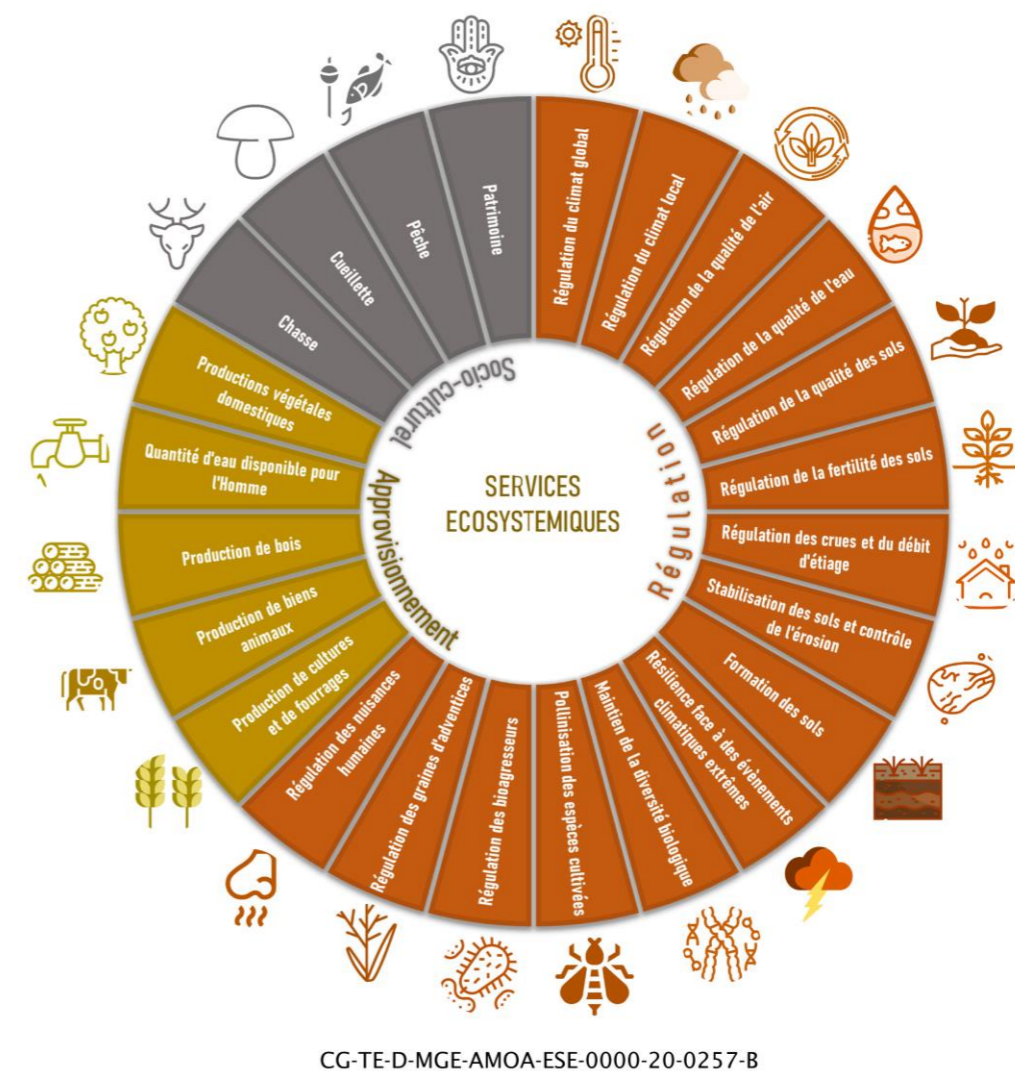 SERVICES
ECOSYSTEMIQUES
Régulation
Régulation du climat global
Régulation du climat local
Régulation de la qualité de l'air
Régulation de la qualité de l'eau
Régulation de la qualité des sols
Régulation de la fertilité des sols
Régulation des crues et du débit
d'étiage
Stabilisation des sols et contrôle
de l'érosion
Formation des sols
Résilience face à des évènements
climatiques extrêmes
Maintien de la diversité biologique
Pollinisation des espèces cultivées
Régulation des bioagresseurs
Régulation des graines d'adventices
Régulation des nuisances
humaines
Approvisionnement
Production de cultures
et de fourrages
Production de biens
animaux
Production de bois
Quantité d'eau disponible pour
l'Homme
Productions végétales
domestiques
Socio-culturel
Chasse
Cueillette
Pêche
Patrimoine
CG-TE-D-MGE-AMOA-ESE-0000-20-0257-B